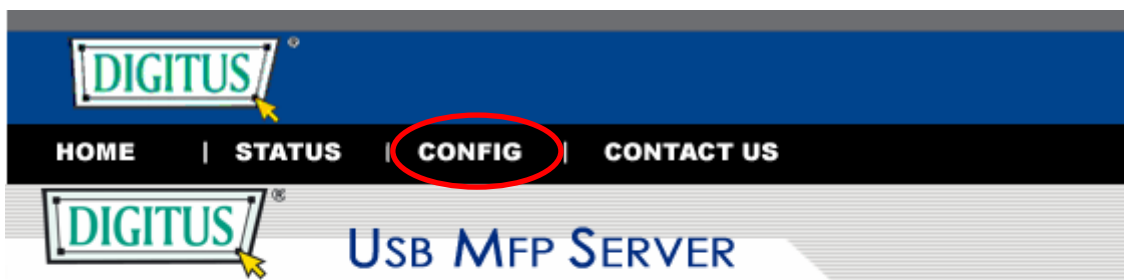 DIGITUS ®
HOME | STATUS | CONFIG | CONTACT US
DIGITUS ®
USB MFP SERVER